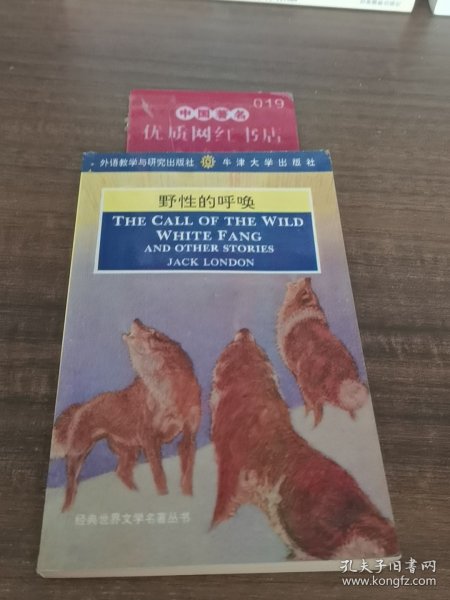 019
中国著名
优质网红书店
外语教学与研究出版社 牛津大学出版社
野性的呼唤
THE CALL OF THE WILD
WHITE FANG
AND OTHER STORIES
JACK LONDON
经典世界文学名著丛书
孔夫子旧书网
www.kongfz.com